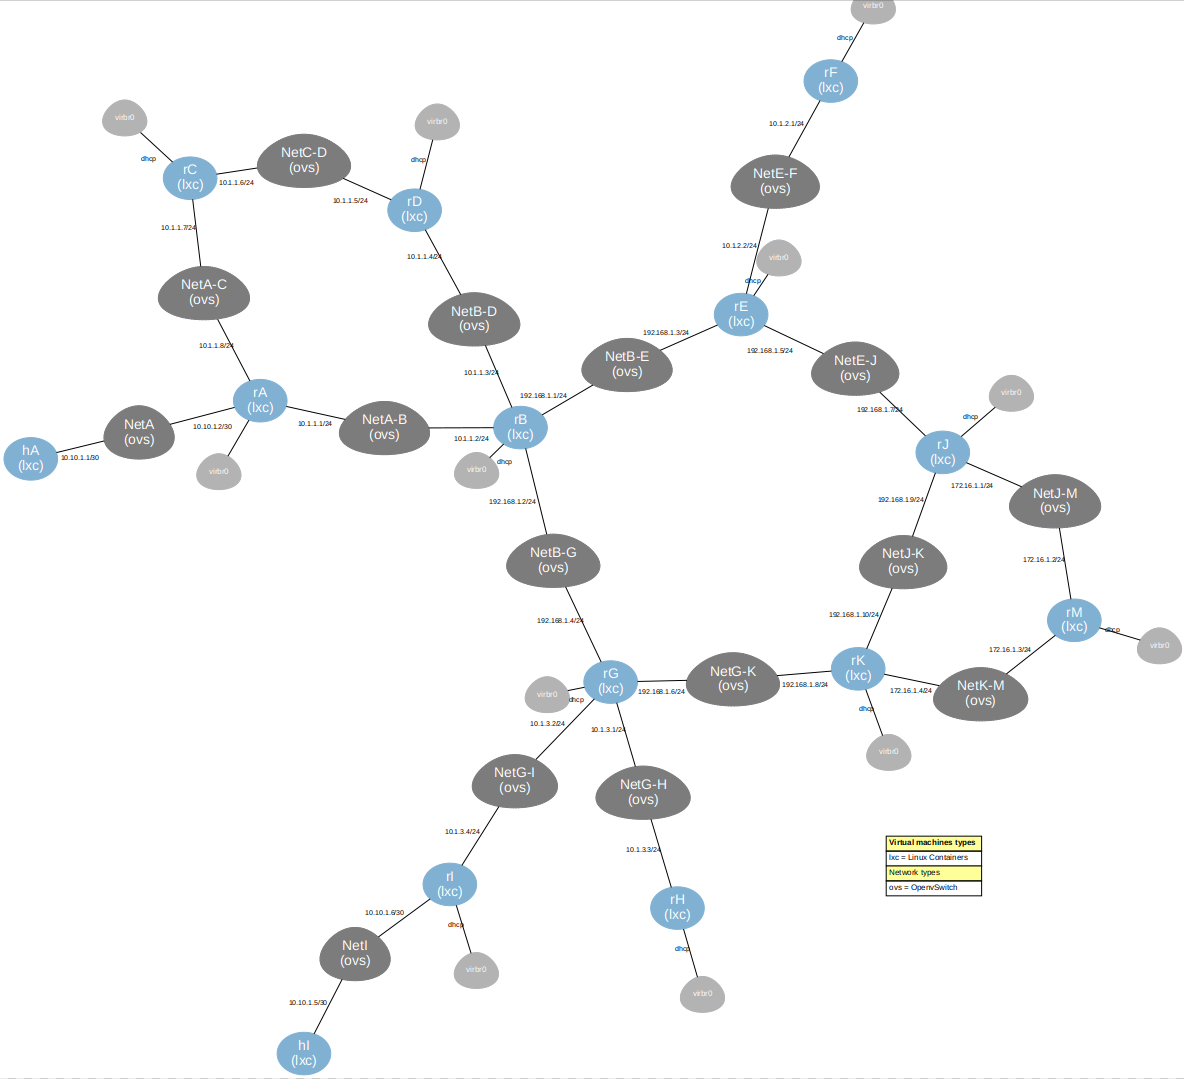 virbr0
dhcp
rF
(lxc)
10.1.2.1/24
NetE-F
(ovs)
10.1.2.2/24
virbr0
dhcp
rE
(lxc)
virbr0
dhcp
rC
(lxc)
10.1.1.6/24
NetC-D
(ovs)
10.1.1.5/24
virbr0
dhcp
rD
(lxc)
10.1.1.7/24
10.1.1.4/24
NetA-C
(ovs)
NetB-D
(ovs)
10.1.1.8/24
10.1.1.3/24
192.168.1.3/24
NetB-E
(ovs)
192.168.1.1/24
192.168.1.5/24
NetE-J
(ovs)
192.168.1.7/24
virbr0
dhcp
rJ
(lxc)
rA
(lxc)
NetA
(ovs)
10.10.1.2/30
10.1.1.1/24
NetA-B
(ovs)
10.1.1.2/24
rB
(lxc)
hA
(lxc)
10.10.1.1/30
virbr0
virbr0
dhcp
192.168.1.2/24
192.168.1.9/24
172.16.1.1/24
NetJ-M
(ovs)
NetB-G
(ovs)
NetJ-K
(ovs)
172.16.1.2/24
192.168.1.4/24
192.168.1.10/24
rM
(lxc)
dhcp
virbr0
172.16.1.3/24
rG
(lxc)
192.168.1.6/24
NetG-K
(ovs)
192.168.1.8/24
rK
(lxc)
172.16.1.4/24
NetK-M
(ovs)
virbr0
dhcp
dhcp
virbr0
10.1.3.2/24
10.1.3.1/24
NetG-I
(ovs)
NetG-H
(ovs)
10.1.3.4/24
10.1.3.3/24
rI
(lxc)
rH
(lxc)
10.10.1.6/30
dhcp
dhcp
NetI
(ovs)
virbr0
virbr0
10.10.1.5/30
hI
(lxc)
Virtual machines types
lxc = Linux Containers
Network types
ovs = OpenvSwitch